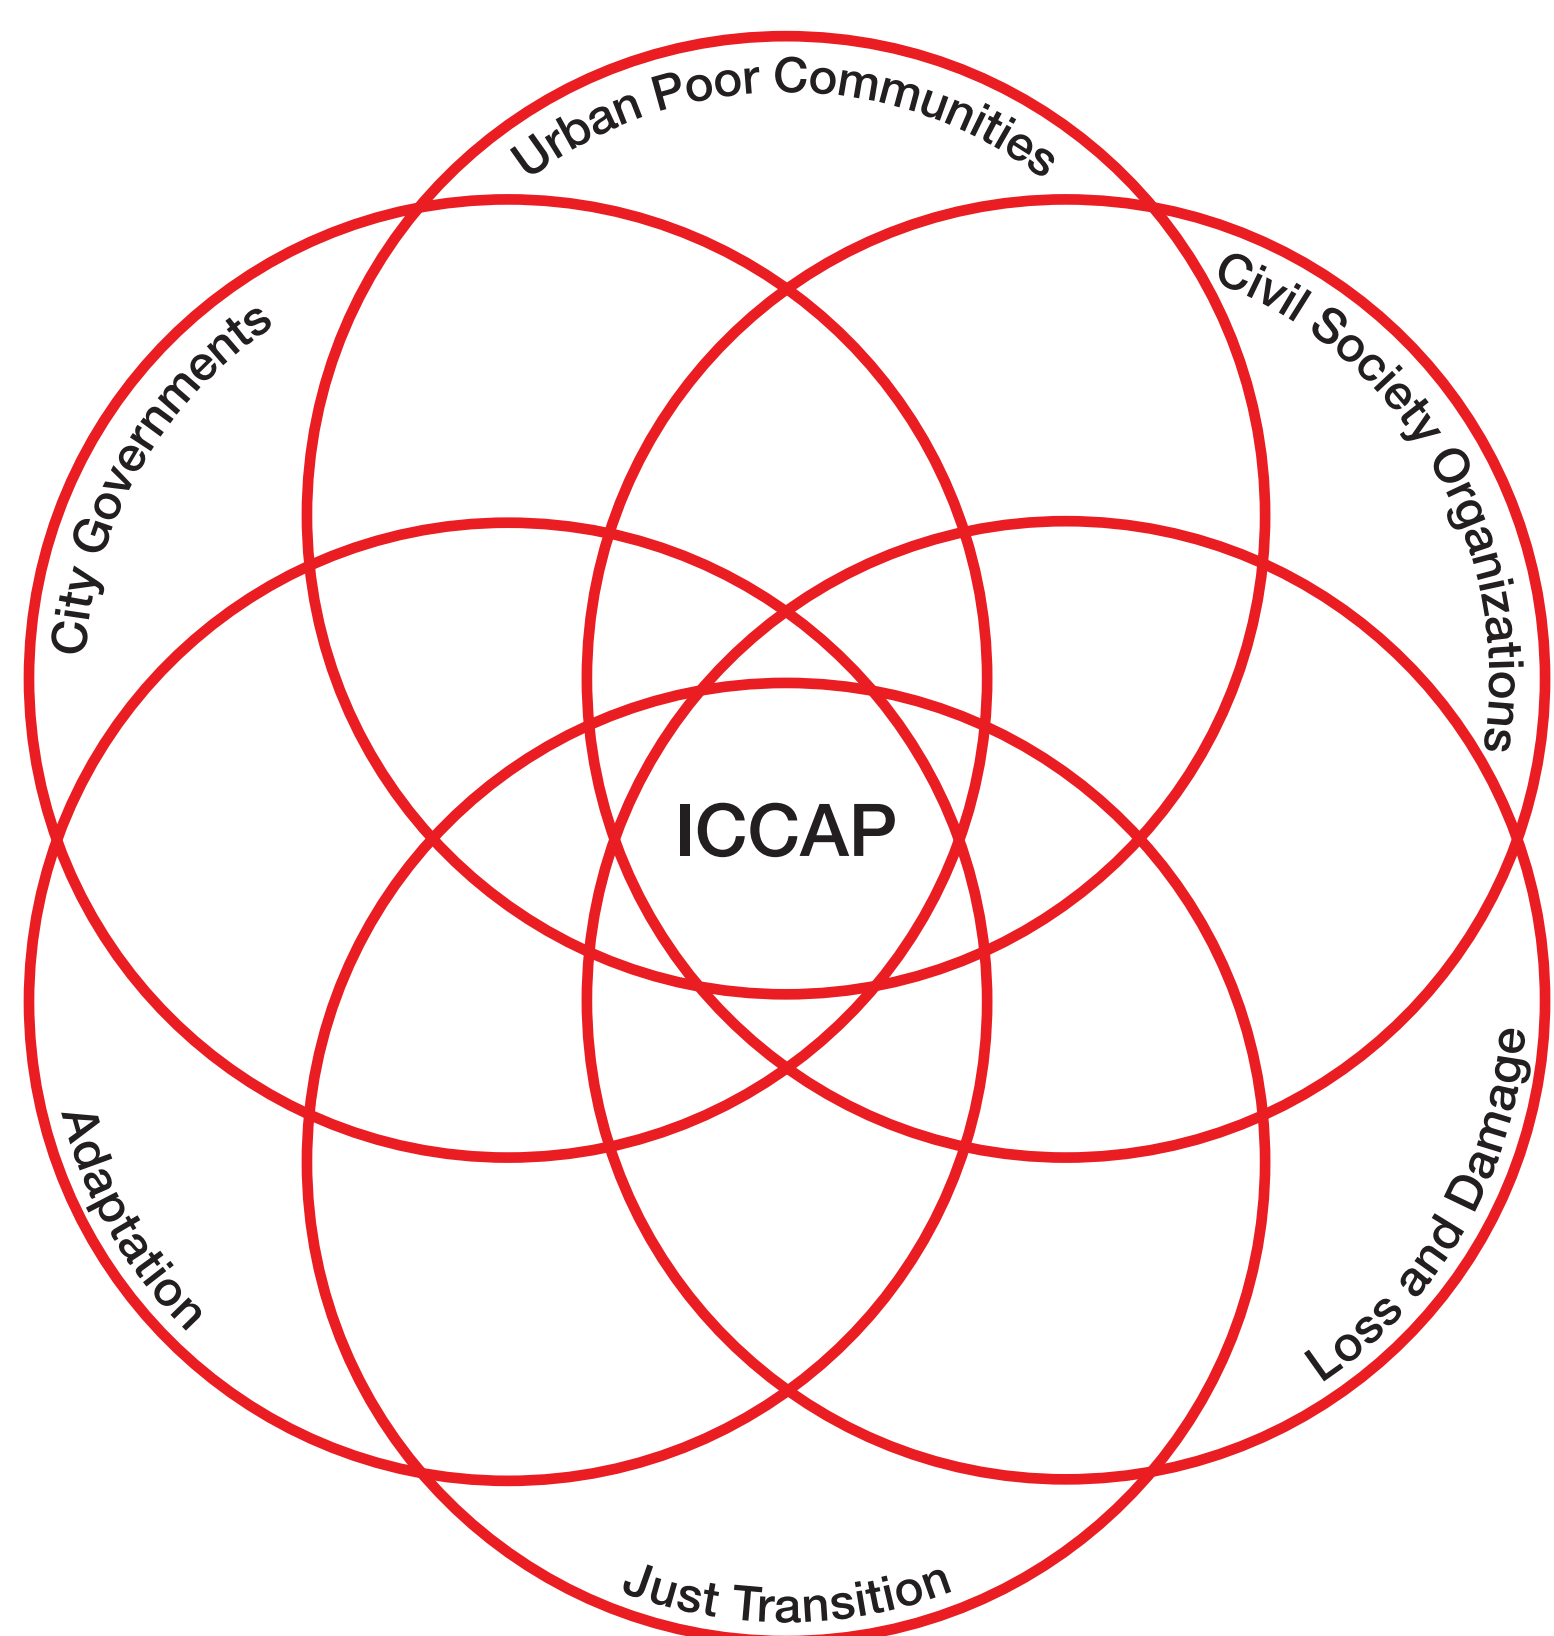 Urban Poor Communities
Civil Society Organizations
City Governments
ICCAP
Adaptation
Loss and Damage
Just Transition